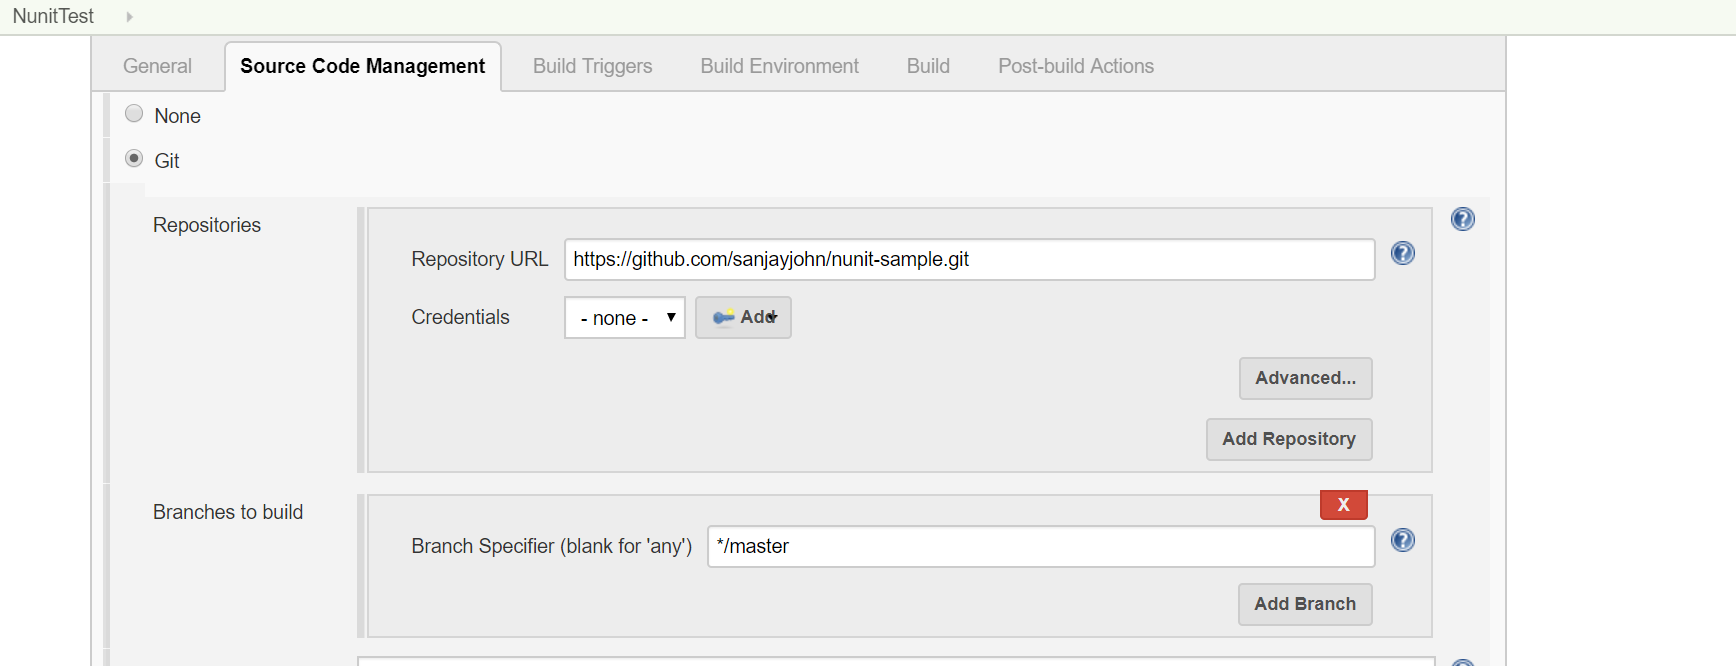 NunitTest
General Source Code Management Build Triggers Build Environment Build Post-build Actions
None
Git
Repositories
Repository URL https://github.com/sanjayjohn/nunit-sample.git
Credentials - none - Add
Advanced...
Add Repository
X
Branches to build
Branch Specifier (blank for 'any') */master
Add Branch